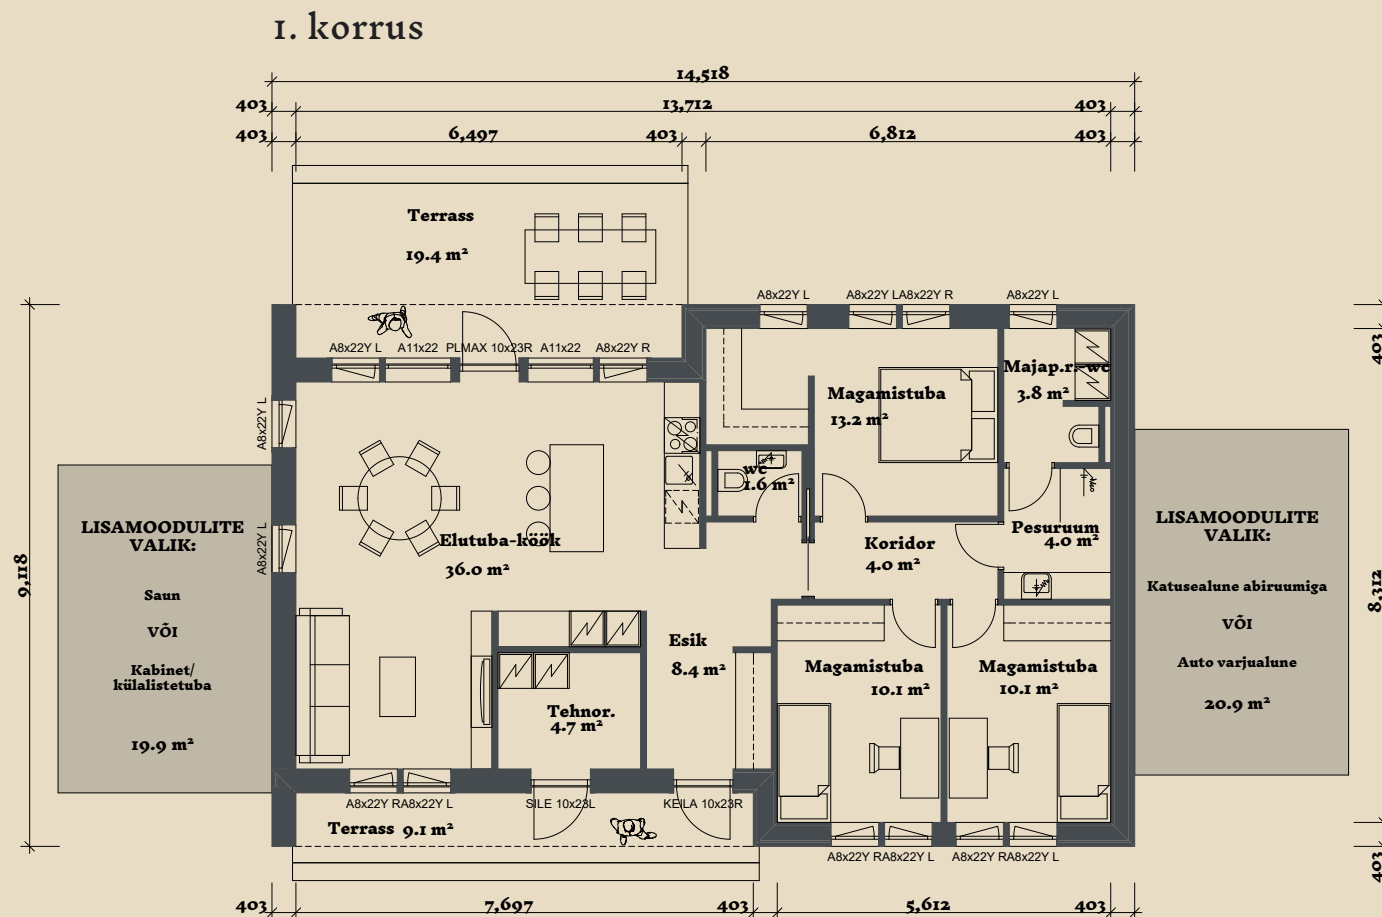 1. korrus
14,518
403 13,712 403
403 6,497 403 6,812 403
Terrass
19.4 m²
A8x22Y L A8x22Y LA8x22Y R A8x22Y L
A8x22Y L A11x22 PLMAX 10x23R A11x22 A8x22Y R
403
Majap.r.-wc
3.8 m²
Magamistuba
13.2 m²
A8x22Y L
wc
1.6 m²
LISAMOODULITE
VALIK:
Saun
VÕI
Kabinet/
külalistetuba
19.9 m²
A8x22Y L
Elutuba-köök
36.0 m²
Koridor
4.0 m²
Pesuruum
4.0 m²
LISAMOODULITE
VALIK:
Katusealune abiruumiga
VÕI
Auto varjualune
20.9 m²
9,118
8,312
Esik
8.4 m²
Magamistuba
10.1 m²
Magamistuba
10.1 m²
Tehnor.
4.7 m²
A8x22Y RA8x22Y L SILE 10x23L KEILA 10x23R
Terrass 9.1 m²
A8x22Y RA8x22Y L A8x22Y RA8x22Y L
403
403 7,697 403 5,612 403